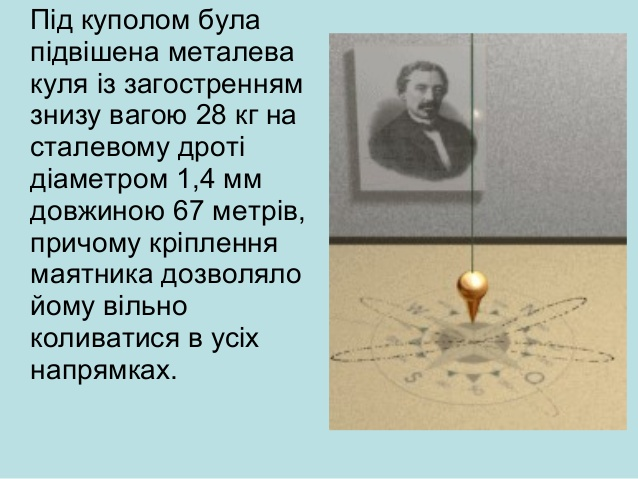 Під куполом була
підвішена металева
куля із загостренням
знизу вагою 28 кг на
сталевому дроті
діаметром 1,4 мм
довжиною 67 метрів,
причому кріплення
маятника дозволяло
йому вільно
коливатися в усіх
напрямках.
W
N
S
O